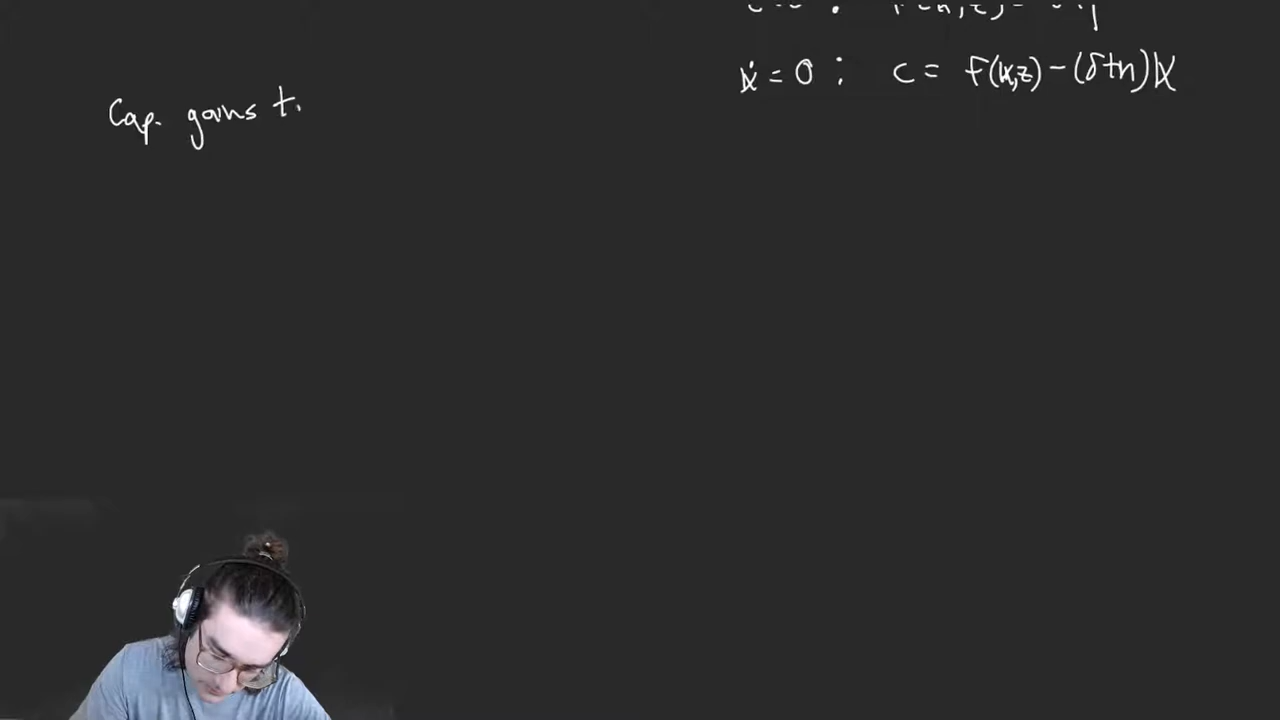 k̇ = 0 : c = F(k,z) - (δ+n)k
Cap. gains t.